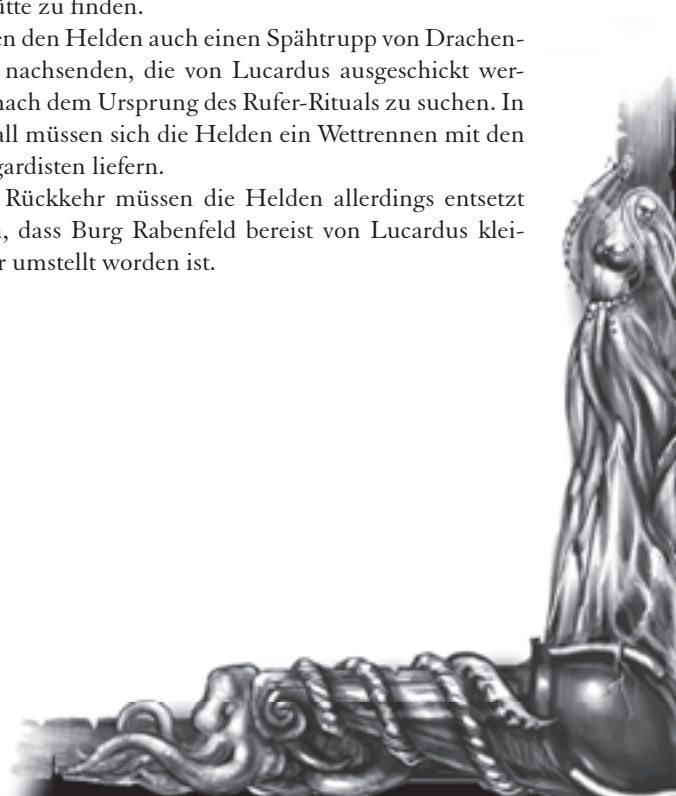 ütte zu finden.
en den Helden auch einen Spähtrupp von Drachen-
nachsenden, die von Lucardus ausgeschickt wer-
nach dem Ursprung des Rufer-Rituals zu suchen. In
all müssen sich die Helden ein Wettrennen mit den
gardisten liefern.
Rückkehr müssen die Helden allerdings entsetzt
n, dass Burg Rabenfeld bereist von Lucardus klei-
r umstellt worden ist.